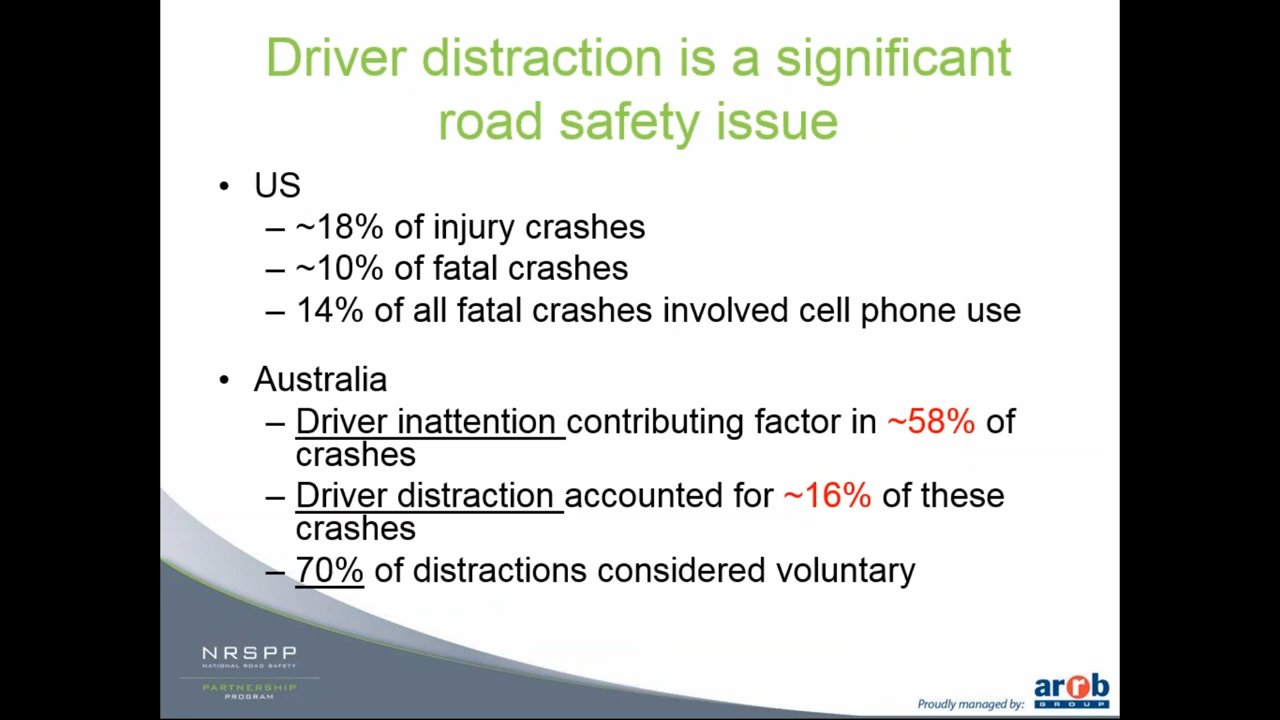 Driver distraction is a significant
road safety issue
• US
– ~18% of injury crashes
– ~10% of fatal crashes
– 14% of all fatal crashes involved cell phone use
• Australia
– Driver inattention contributing factor in ~58% of
crashes
– Driver distraction accounted for ~16% of these
crashes
– 70% of distractions considered voluntary
NRSPP
NATIONAL ROAD SAFETY
PARTNERSHIP
PROGRAM
Proudly managed by:
arrb
GROUP